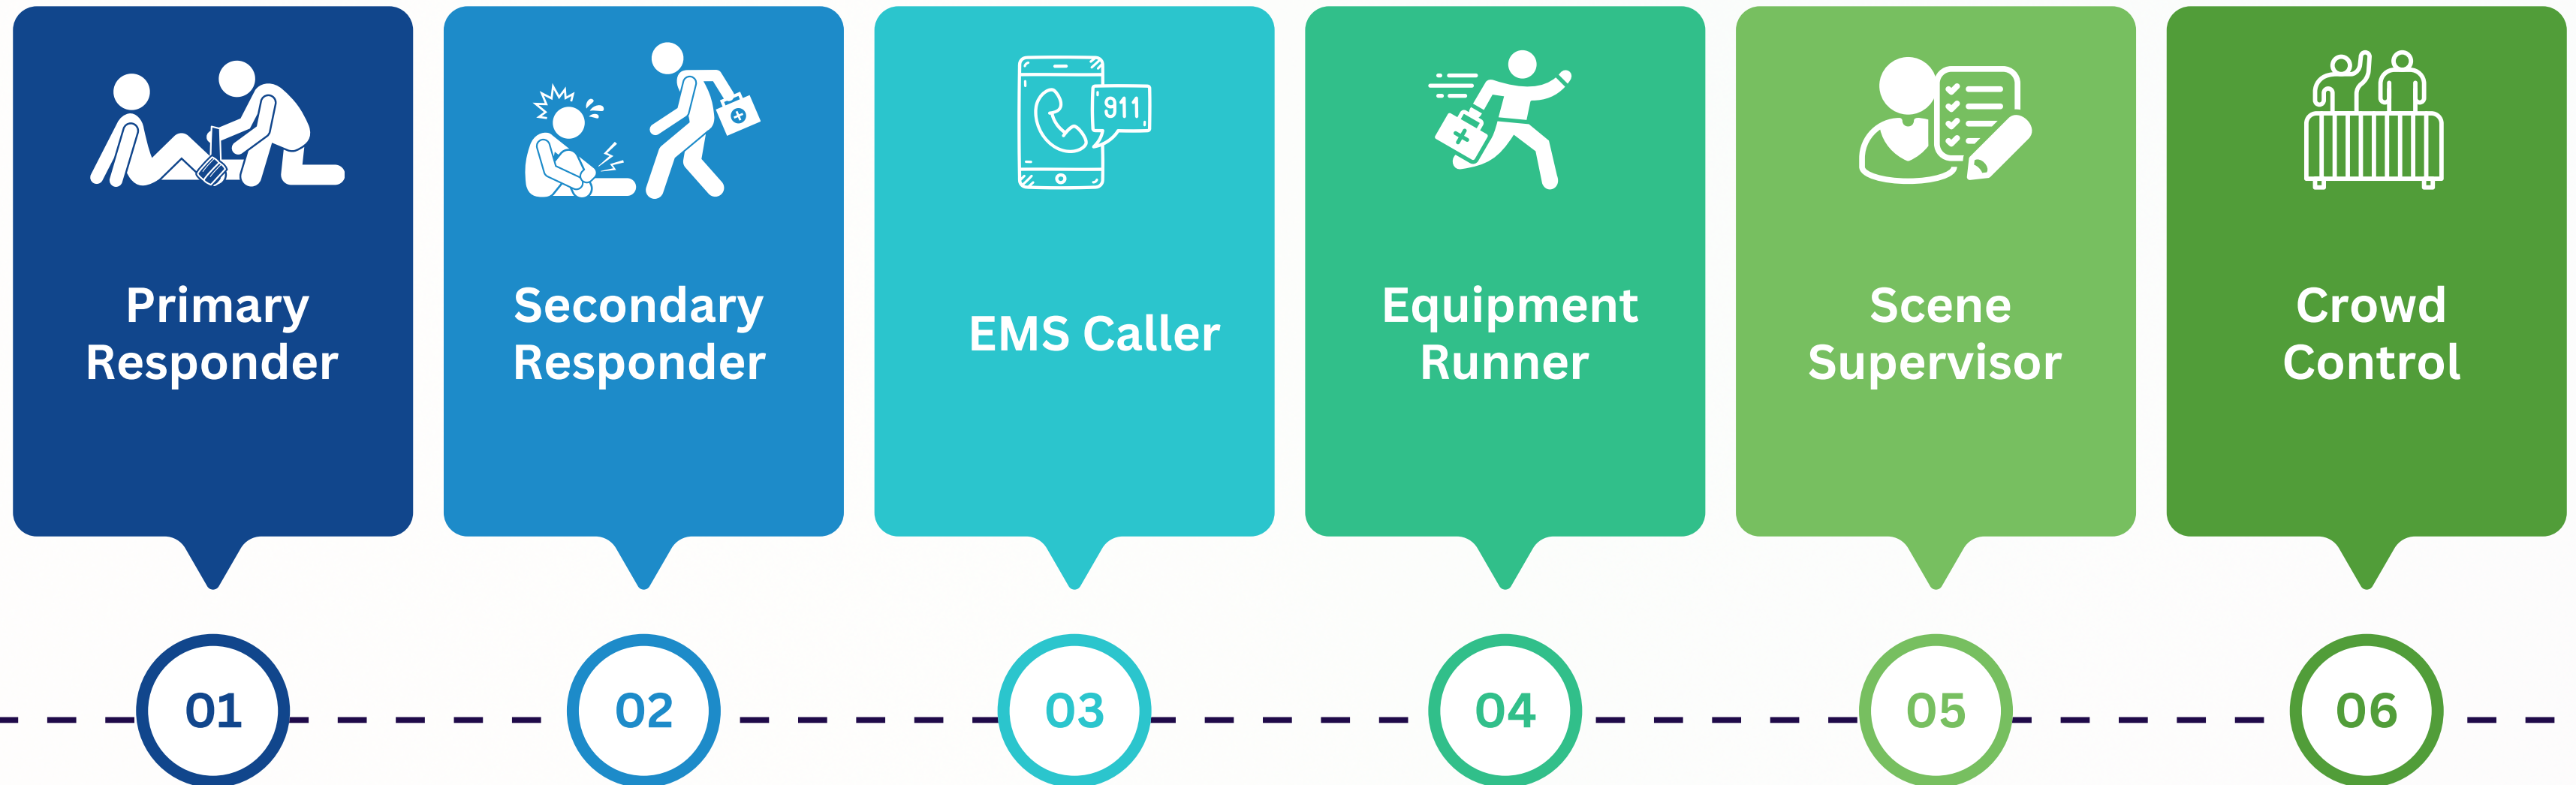 911
Primary
Responder
Secondary
Responder
EMS Caller
Equipment
Runner
Scene
Supervisor
Crowd
Control
01
02
03
04
05
06